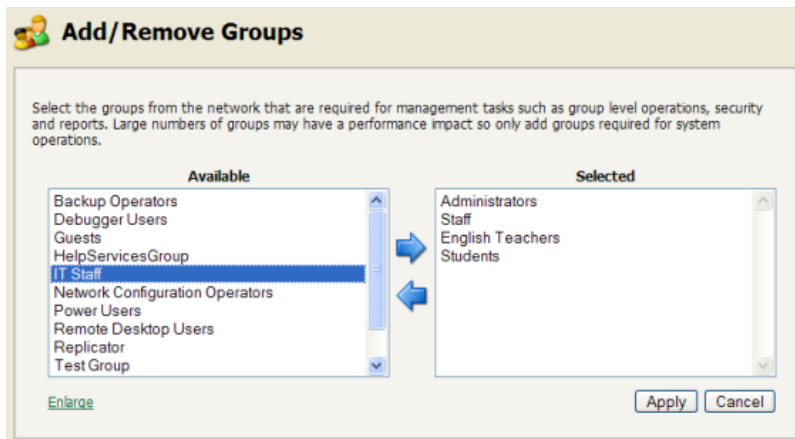 Add/Remove Groups
Select the groups from the network that are required for management tasks such as group level operations, security
and reports. Large numbers of groups may have a performance impact so only add groups required for system
operations.
Available
Backup Operators
Debugger Users
Guests
HelpServicesGroup
IT Staff
Network Configuration Operators
Power Users
Remote Desktop Users
Replicator
Test Group
Selected
Administrators
Staff
English Teachers
Students
Enlarge
Apply
Cancel